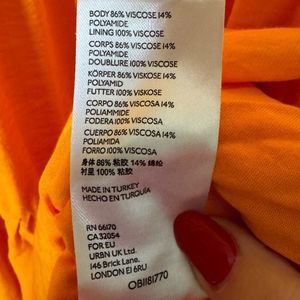 BODY 86% VISCOSE 14%
POLYAMIDE
LINING 100% VISCOSE
CORPS 86% VISCOSE 14%
POLYAMIDE
DOUBLURE 100% VISCOSE
KÖRPER 86% VISKOSE 14%
POLYAMID
FUTTER 100% VISKOSE
CORPO 86% VISCOSA 14%
POLIAMMIDE
FODERA 100% VISCOSA
CUERPO 86% VISCOSA 14%
POLIAMIDA
FORRO 100% VISCOSA
身体 86% 粘胶 14% 锦纶
衬里 100% 粘胶
MADE IN TURKEY
HECHO EN TURQUÍA
RN 66170
CA 32054
FOR EU
URBN UK Ltd.
146 Brick Lane,
LONDON E1 6RU
OB1181770